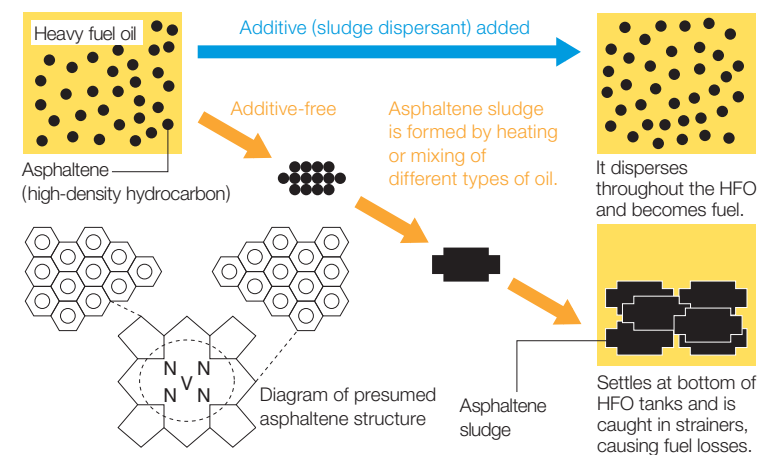 Heavy fuel oil
Additive (sludge dispersant) added
Additive-free
Asphaltene sludge
is formed by heating
or mixing of
different types of oil.
Asphaltene
(high-density hydrocarbon)
It disperses
throughout the HFO
and becomes fuel.
N N
V
N N
Diagram of presumed
asphaltene structure
Asphaltene
sludge
Settles at bottom of
HFO tanks and is
caught in strainers,
causing fuel losses.